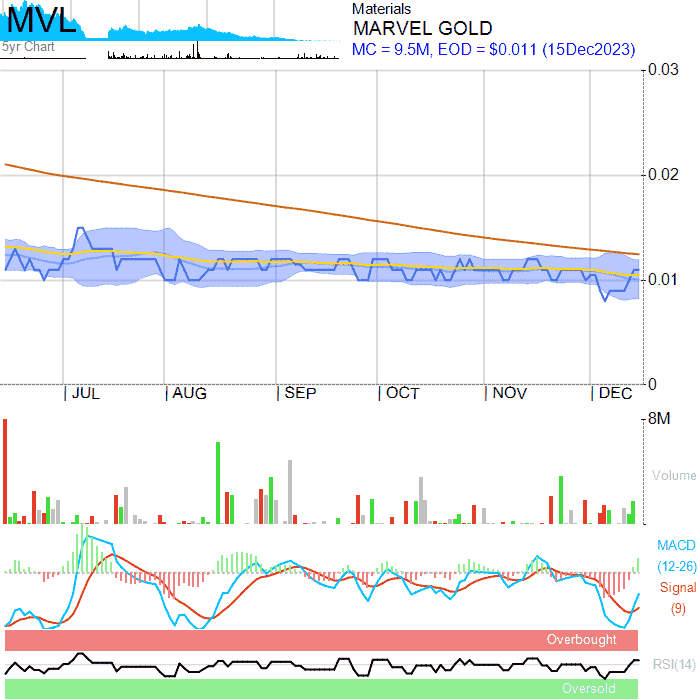 MVL
5yr Chart
Materials
MARVEL GOLD
MC = 9.5M, EOD = $0.011 (15Dec2023)
0.03
0.02
0.01
0
JUL AUG SEP OCT NOV DEC
8M
Volume
MACD
(12-26)
Signal
(9)
Overbought
RSI(14)
Oversold